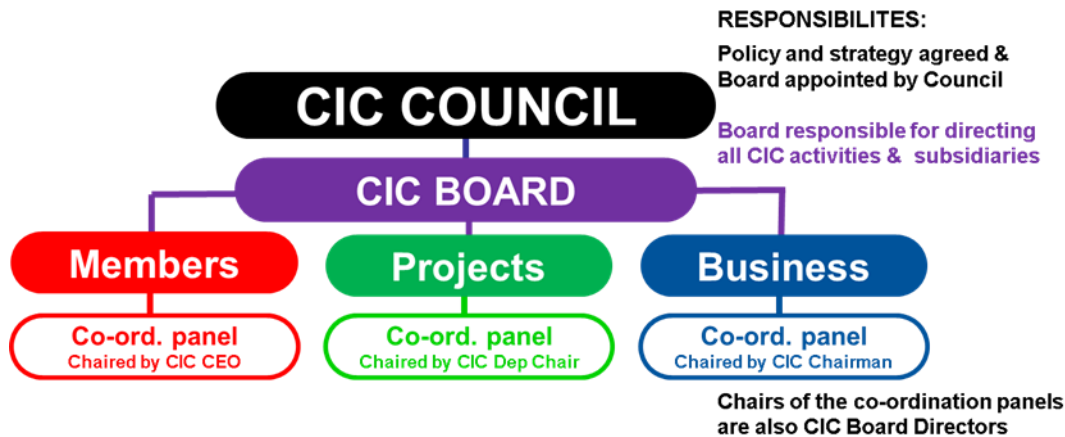 RESPONSIBILITES:
Policy and strategy agreed &
Board appointed by Council
CIC COUNCIL
Board responsible for directing
all CIC activities & subsidiaries
CIC BOARD
Members
Projects
Business
Co-ord. panel
Chaired by CIC CEO
Co-ord. panel
Chaired by CIC Dep Chair
Co-ord. panel
Chaired by CIC Chairman
Chairs of the co-ordination panels
are also CIC Board Directors